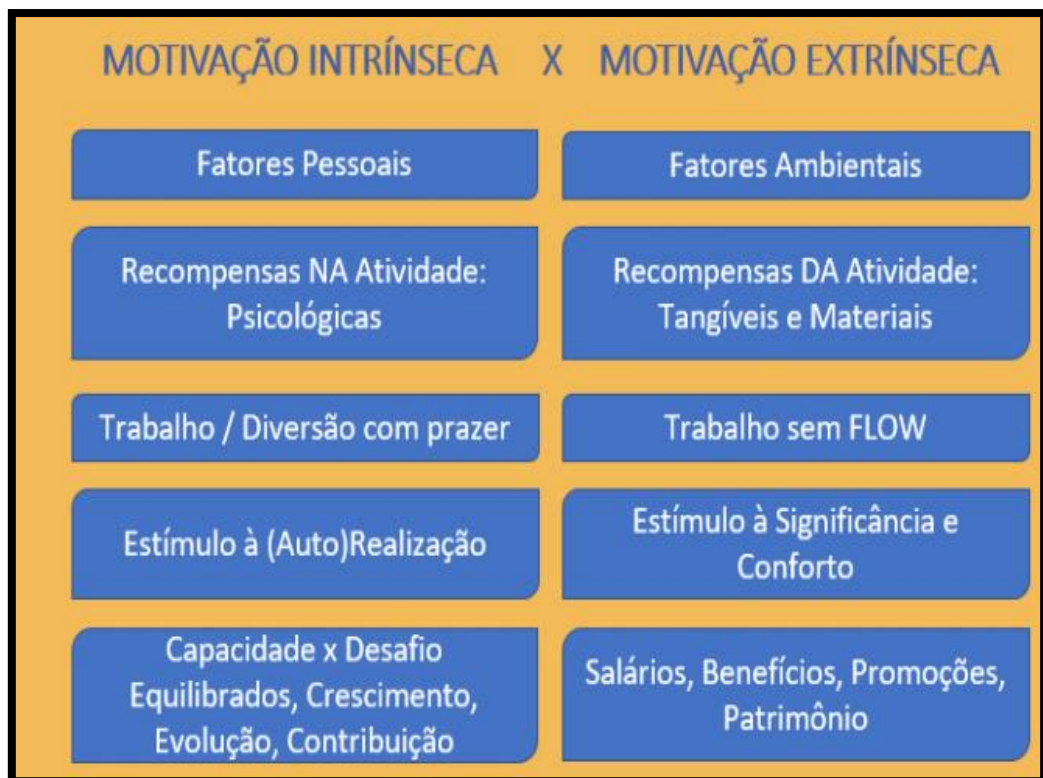 MOTIVAÇÃO INTRÍNSECA X MOTIVAÇÃO EXTRÍNSECA
Fatores Pessoais
Fatores Ambientais
Recompensas NA Atividade:
Psicológicas
Recompensas DA Atividade:
Tangíveis e Materiais
Trabalho / Diversão com prazer
Trabalho sem FLOW
Estímulo à (Auto)Realização
Estímulo à Significância e
Conforto
Capacidade x Desafio
Equilibrados, Crescimento,
Evolução, Contribuição
Salários, Benefícios, Promoções,
Patrimônio